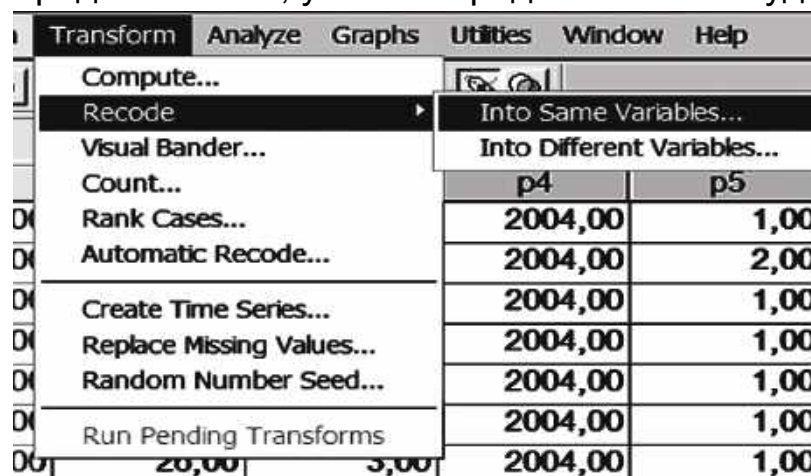 Transform Analyze Graphs Utilities Window Help
Compute...
Recode Into Same Variables...
Visual Bander... Into Different Variables...
Count... p4 p5
Rank Cases... 2004,00 1,00
Automatic Recode... 2004,00 2,00
Create Time Series... 2004,00 1,00
Replace Missing Values... 2004,00 1,00
Random Number Seed... 2004,00 1,00
Run Pending Transforms 2004,00 1,00
26,00 3,00 2004,00 1,00